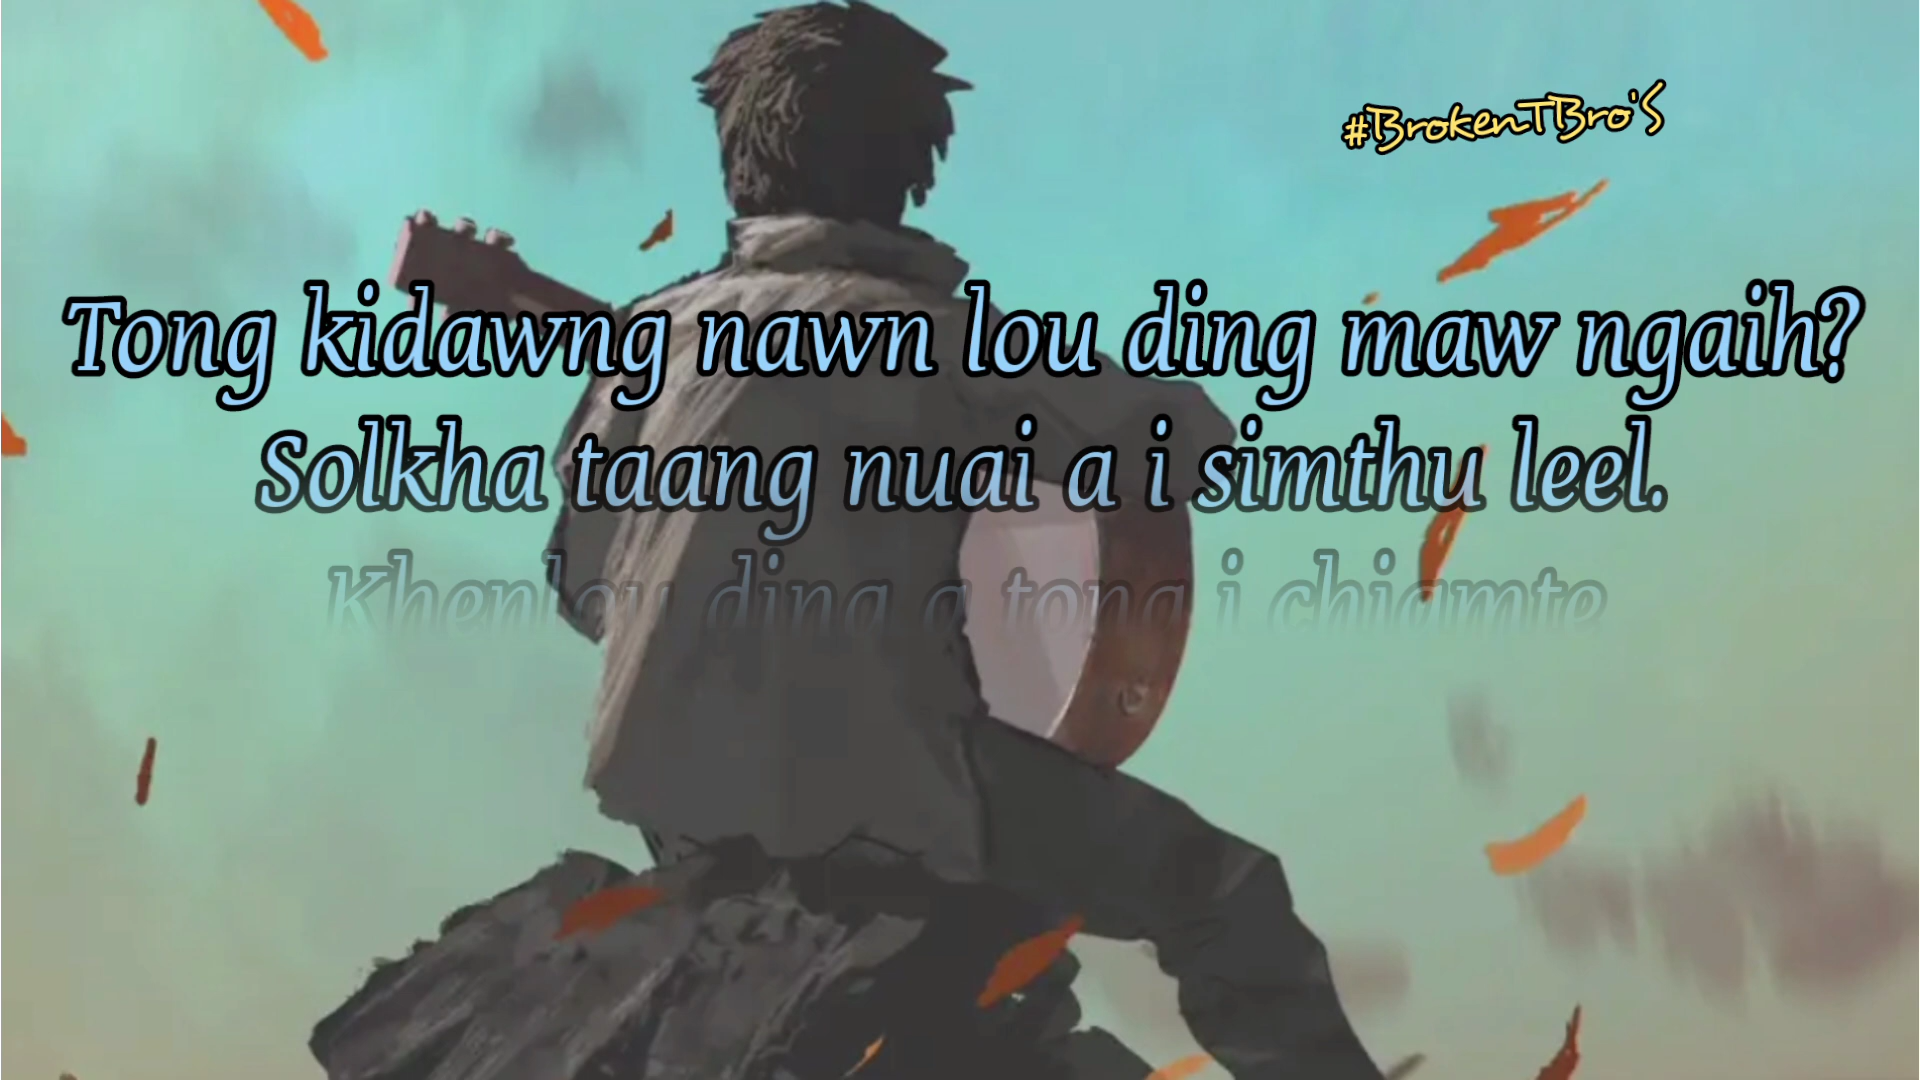 #BrokenTBro'S
Tong kidawng nawn lou ding maw ngaih?
Solkha taang nuai a i simthu leel.
Khenlou ding a tong i chiamte